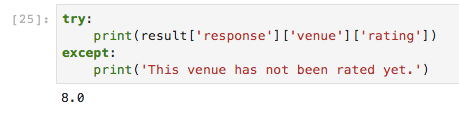 [25]: try:
    print(result['response']['venue']['rating'])
except:
    print('This venue has not been rated yet.')
8.0